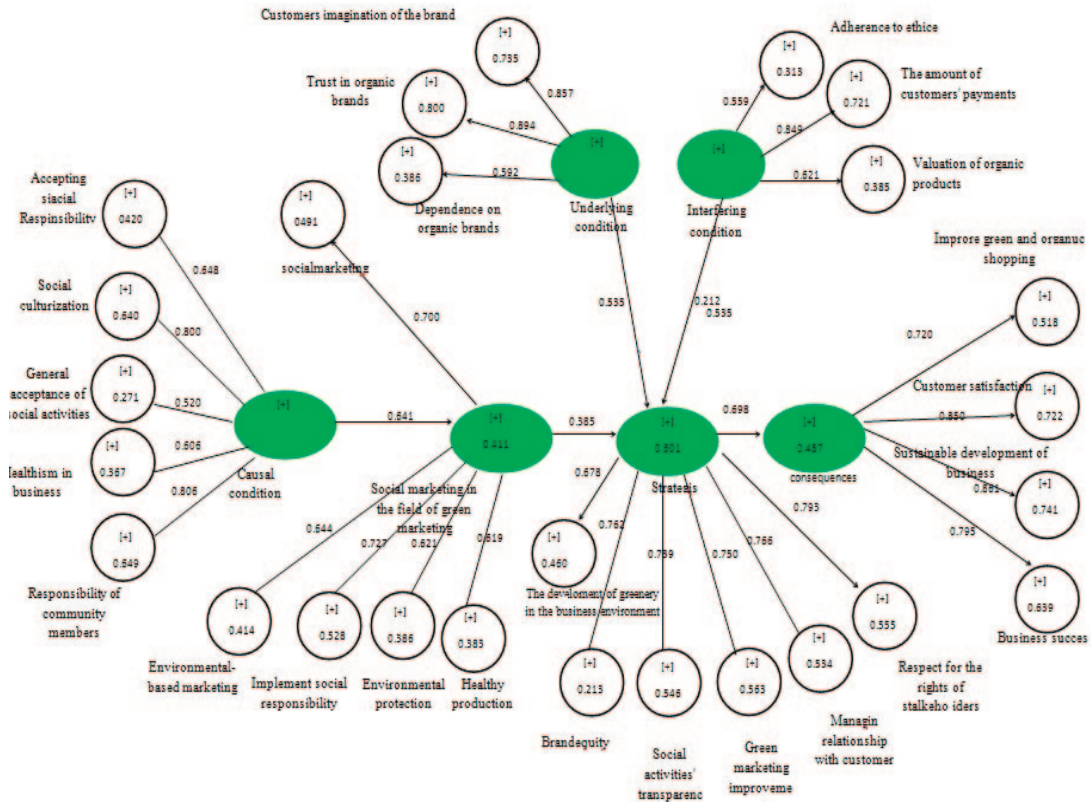 Customers imagination of the brand
[+]
0.735
Trust in organic
brands
[+]
0.800
0.857
0.894
[+]
0.386
0.592
Dependence on
organic brands
[+]
Underlying
condition
Adherence to ethice
[+]
0.313
The amount of
customers' payments
[+]
0.721
0.559
0.849
[+]
0.385
0.621
Valuation of organic
products
[+]
Interfering
condition
Accepting
siacial
Respinsibility
[+]
0420
0.648
[+]
0491
socialmarketing
0.700
Social
culturization
[+]
0.640
0.800
General
acceptance of
social activities
[+]
0.271
0.520
ealthism in
business
[+]
0.367
0.606
0.806
[+]
0.649
Responsibility of
community
members
[+]
Causal
condition
0.641
[+]
0.411
Social marketing in
the field of green
marketing
0.385
0.535
0.212
0.535
[+]
0.601
Strategis
0.698
[+]
0.487
consequences
Improre green and organuc
shopping
[+]
0.518
0.720
Customer satisfaction
0.850
[+]
0.722
Sustainable development of
business
0.861
[+]
0.741
0.795
[+]
0.639
Business succes
0.644
0.727
0.621
0.619
[+]
0.414
Environmental-
based marketing
[+]
0.528
Implement social
responsibility
[+]
0.386
Environmental
protection
[+]
0.383
Healthy
production
0.678
0.762
0.739
0.750
0.766
0.793
[+]
0.460
The develoment of greenery
in the business environment
[+]
0.213
Brandequity
[+]
0.546
Social
activities'
transparenc
[+]
0.563
Green
marketing
improveme
[+]
0.534
Managin
relationship
with customer
[+]
0.555
Respect for the
rights of
stalkeho iders